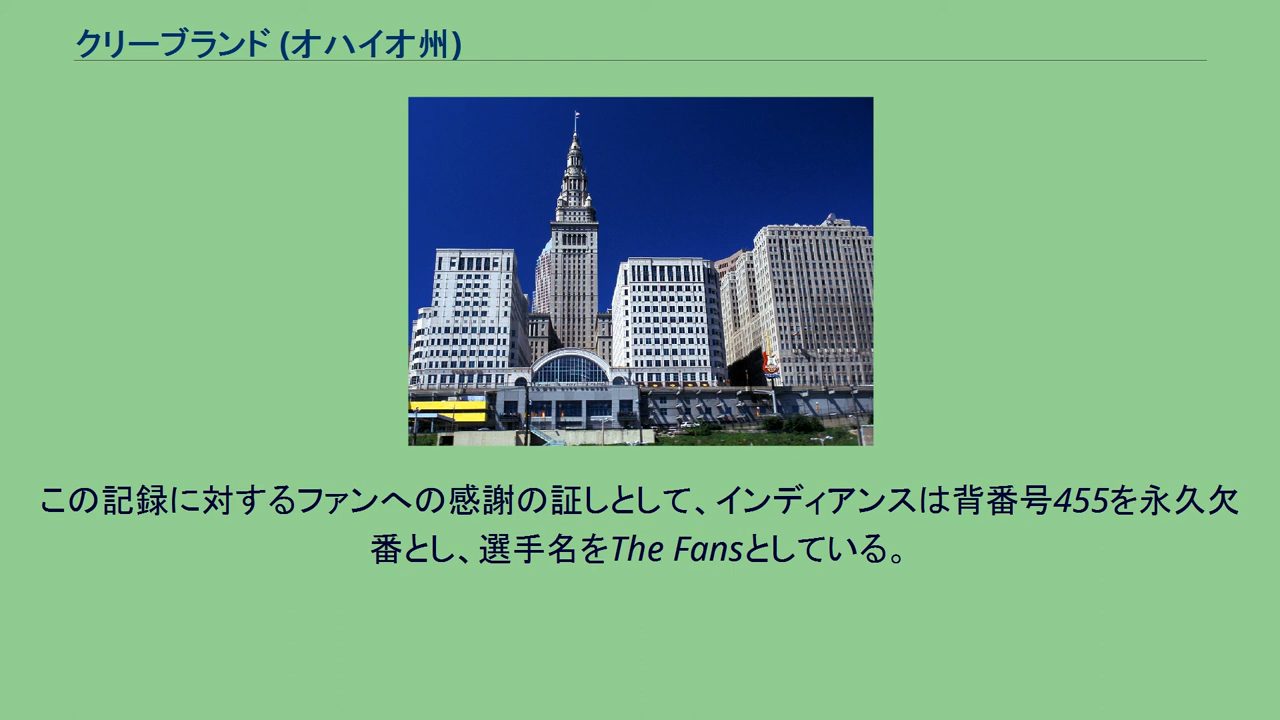 クリーブランド (オハイオ州)
この記録に対するファンへの感謝の証しとして、インディアンスは背番号455を永久欠
番とし、選手名をThe Fansとしている。